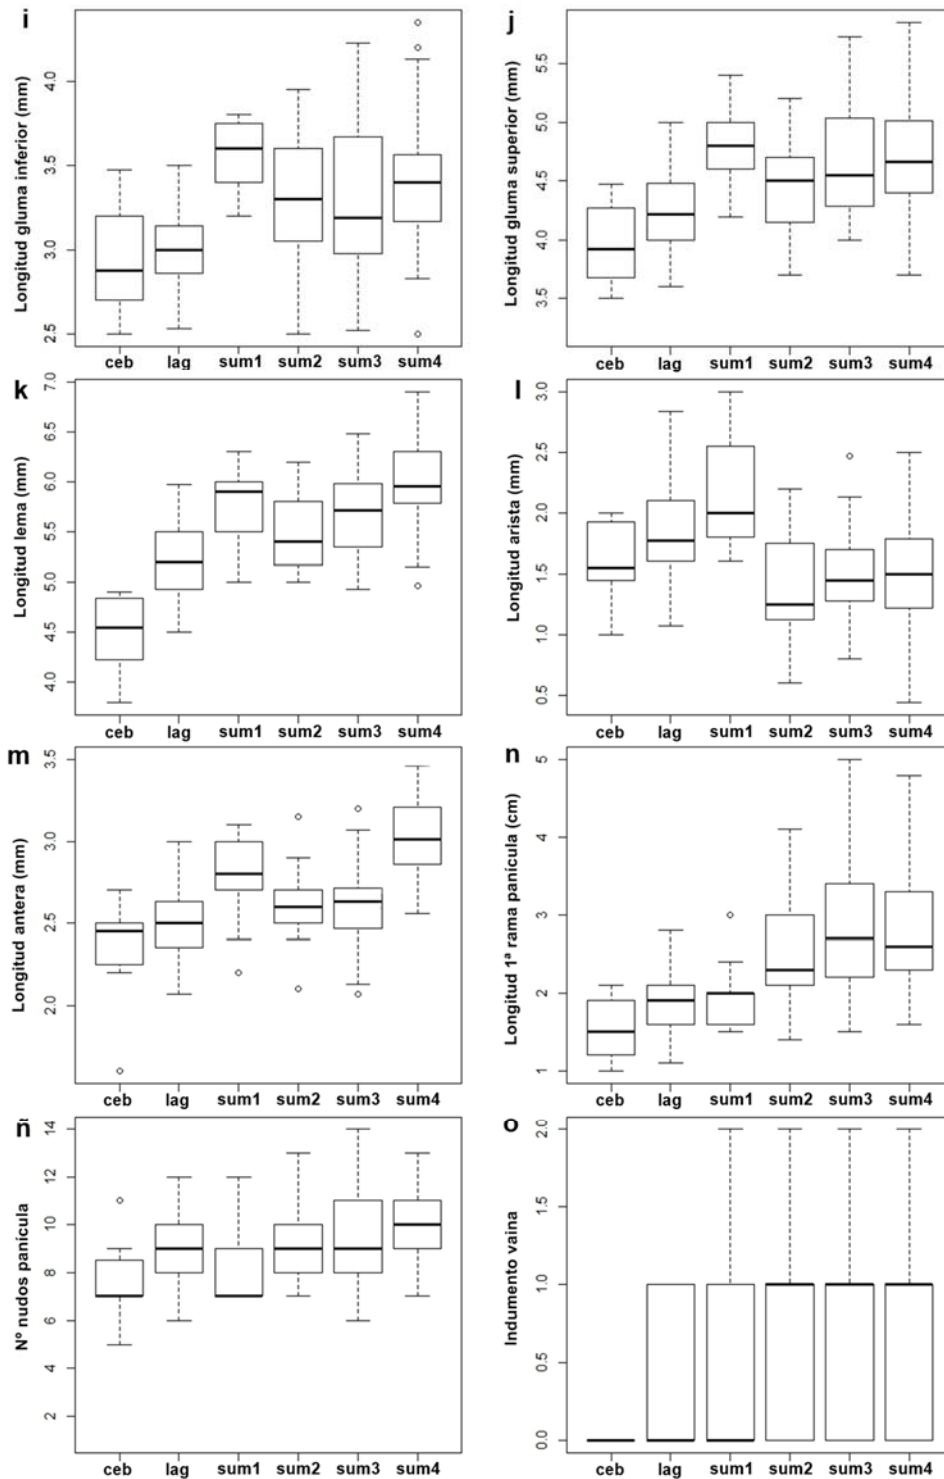 i
Longitud gluma inferior (mm)
2.5 3.0 3.5 4.0
ceb lag sum1 sum2 sum3 sum4
j
Longitud gluma superior (mm)
3.5 4.0 4.5 5.0 5.5
ceb lag sum1 sum2 sum3 sum4
k
Longitud lema (mm)
4.0 4.5 5.0 5.5 6.0 6.5 7.0
ceb lag sum1 sum2 sum3 sum4
l
Longitud arista (mm)
0.5 1.0 1.5 2.0 2.5 3.0
ceb lag sum1 sum2 sum3 sum4
m
Longitud antera (mm)
2.0 2.5 3.0 3.5
ceb lag sum1 sum2 sum3 sum4
n
Longitud 1ª rama panícula (cm)
1 2 3 4 5
ceb lag sum1 sum2 sum3 sum4
ñ
Nº nudos panícula
2 4 6 8 10 12 14
ceb lag sum1 sum2 sum3 sum4
o
Indumento vaina
0.0 0.5 1.0 1.5 2.0
ceb lag sum1 sum2 sum3 sum4